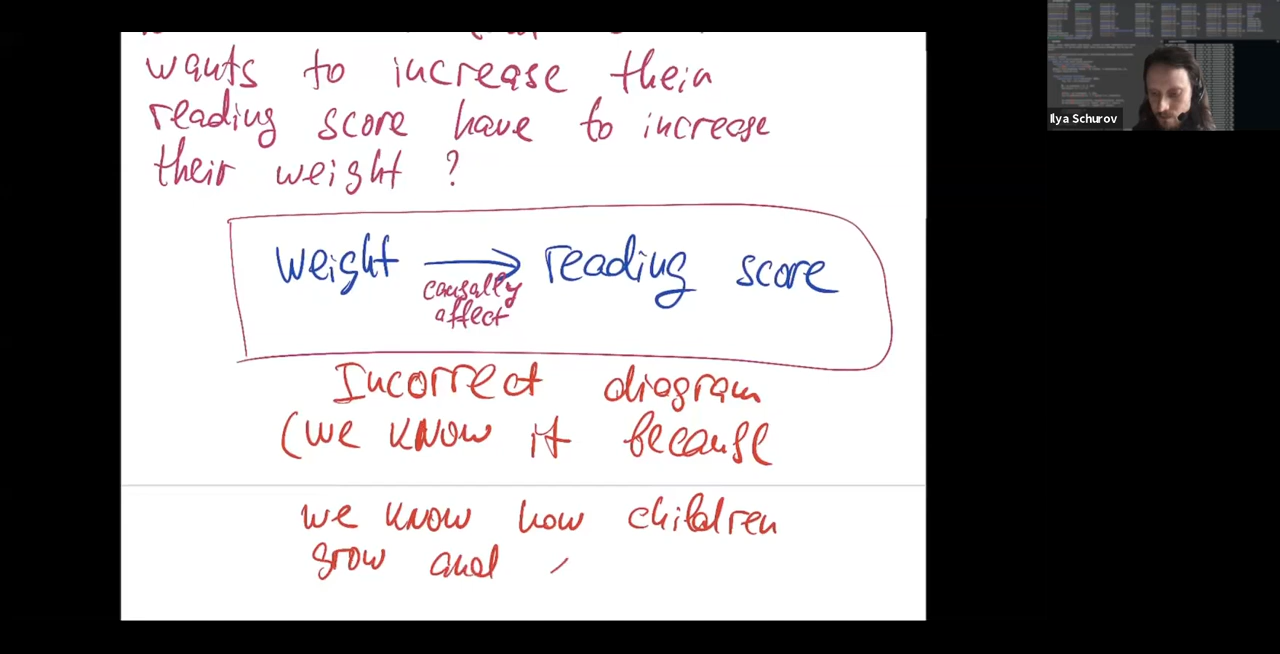 wants to increase their
reading score have to increase
their weight ?
weight → reading score
causally
affect
Incorrect diagram
(we know it because
we know how children
grow and
Ilya Schurov